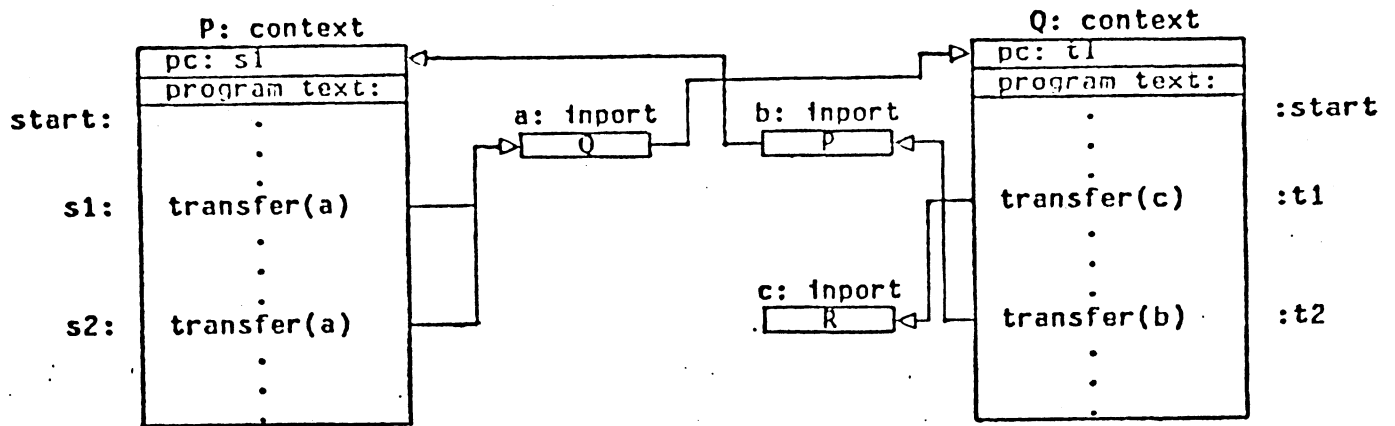 P: context
pc: s1
program text:
start:
s1: transfer(a)
s2: transfer(a)
a: inport
Q
b: inport
P
c: inport
R
Q: context
pc: t1
program text:
:start
transfer(c) :t1
transfer(b) :t2